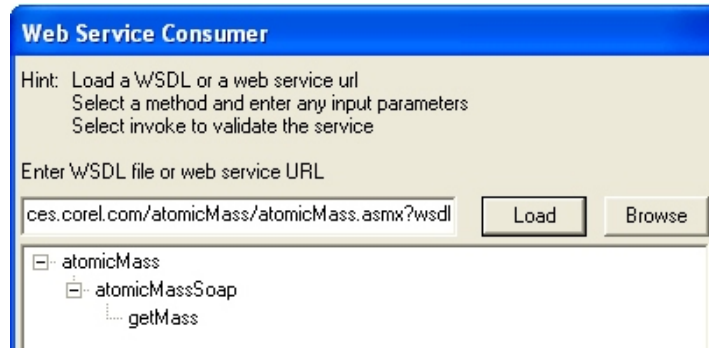 Web Service Consumer
Hint: Load a WSDL or a web service url
Select a method and enter any input parameters
Select invoke to validate the service
Enter WSDL file or web service URL
ces.corel.com/atomicMass/atomicMass.asmx?wsdl
Load
Browse
atomicMass
atomicMassSoap
getMass